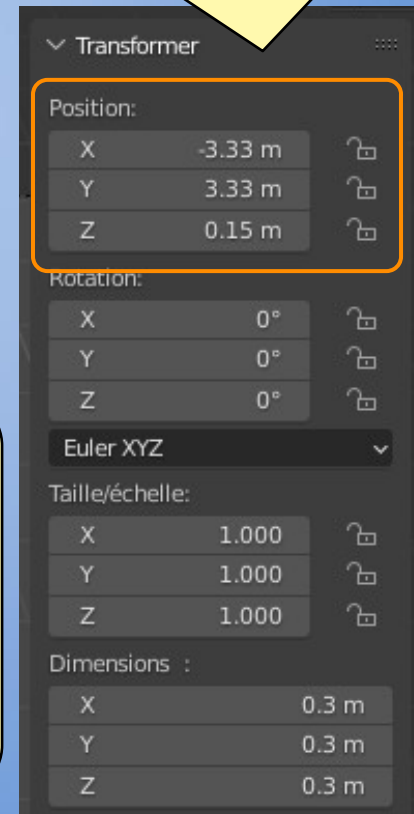 Transformer
Position:
X -3.33 m
Y 3.33 m
Z 0.15 m
Rotation:
X 0°
Y 0°
Z 0°
Euler XYZ
Taille/échelle:
X 1.000
Y 1.000
Z 1.000
Dimensions :
X 0.3 m
Y 0.3 m
Z 0.3 m